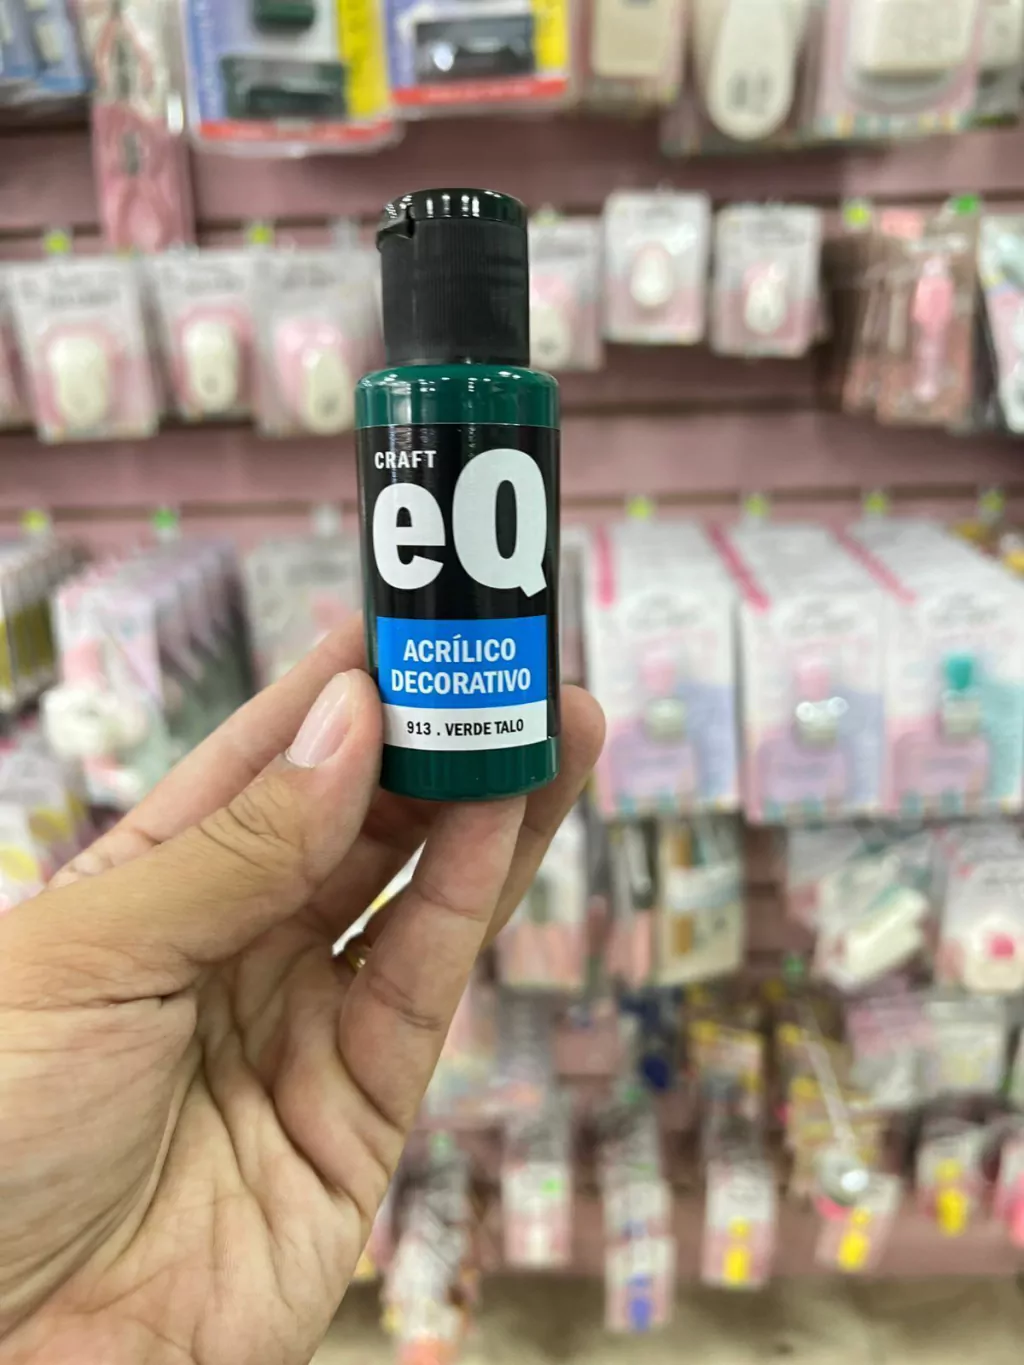 CRAFT
eQ
ACRÍLICO
DECORATIVO
913 . VERDE TALO